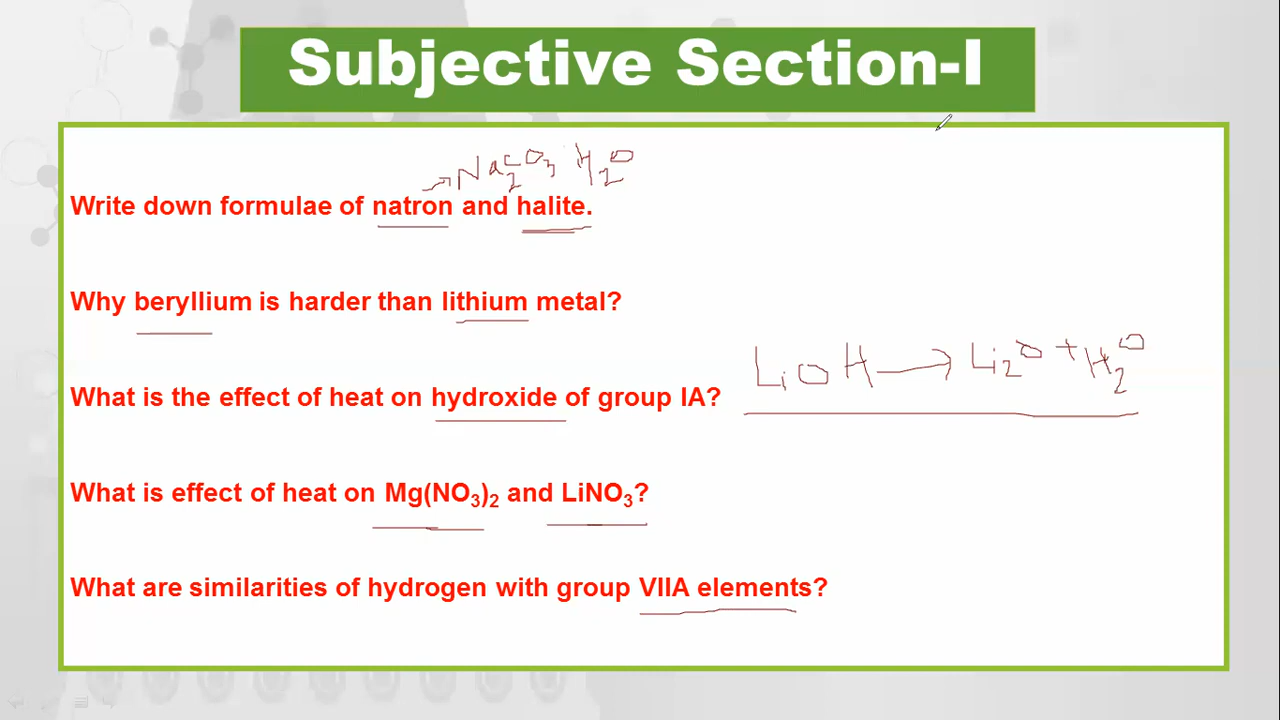 Subjective Section-I
Na₂CO₃ H₂O
Write down formulae of natron and halite.
Why beryllium is harder than lithium metal?
LiOH → Li₂O + H₂O
What is the effect of heat on hydroxide of group IA?
What is effect of heat on Mg(NO₃)₂ and LiNO₃?
What are similarities of hydrogen with group VIIA elements?